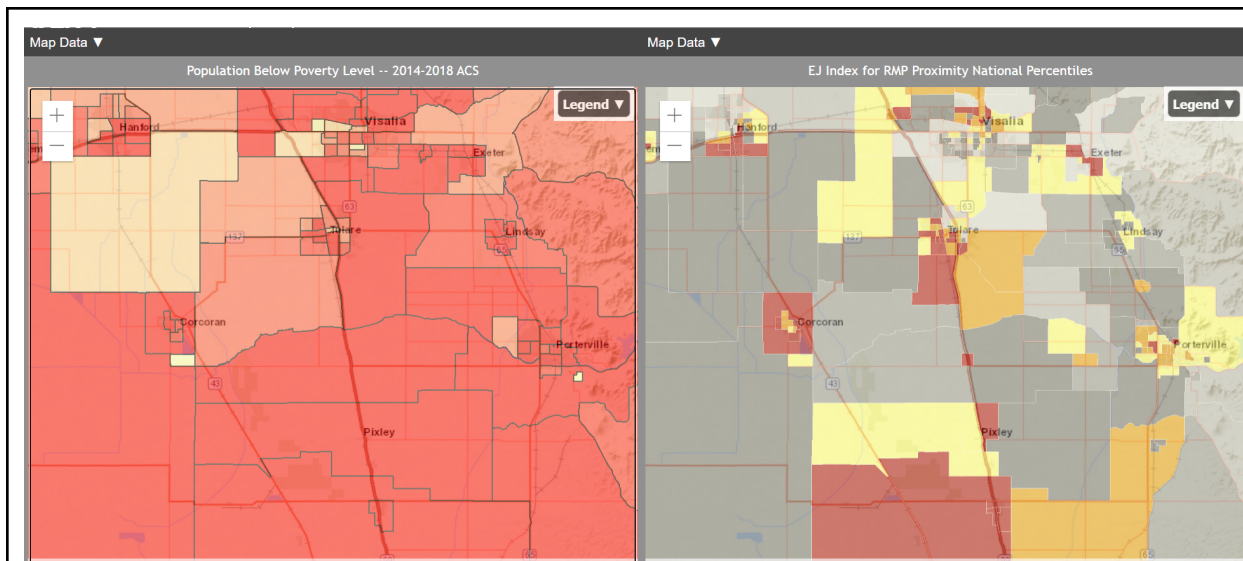 Map Data ▼
Map Data ▼
Population Below Poverty Level -- 2014-2018 ACS
EJ Index for RMP Proximity National Percentiles
+
−
Legend ▼
Hanford
Visalia
Exeter
63
Tulare
137
Lindsay
65
Corcoran
Porterville
43
Pixley
65
+
−
Legend ▼
Hanford
Visalia
Exeter
63
Tulare
137
Lindsay
65
Corcoran
Porterville
43
Pixley
65